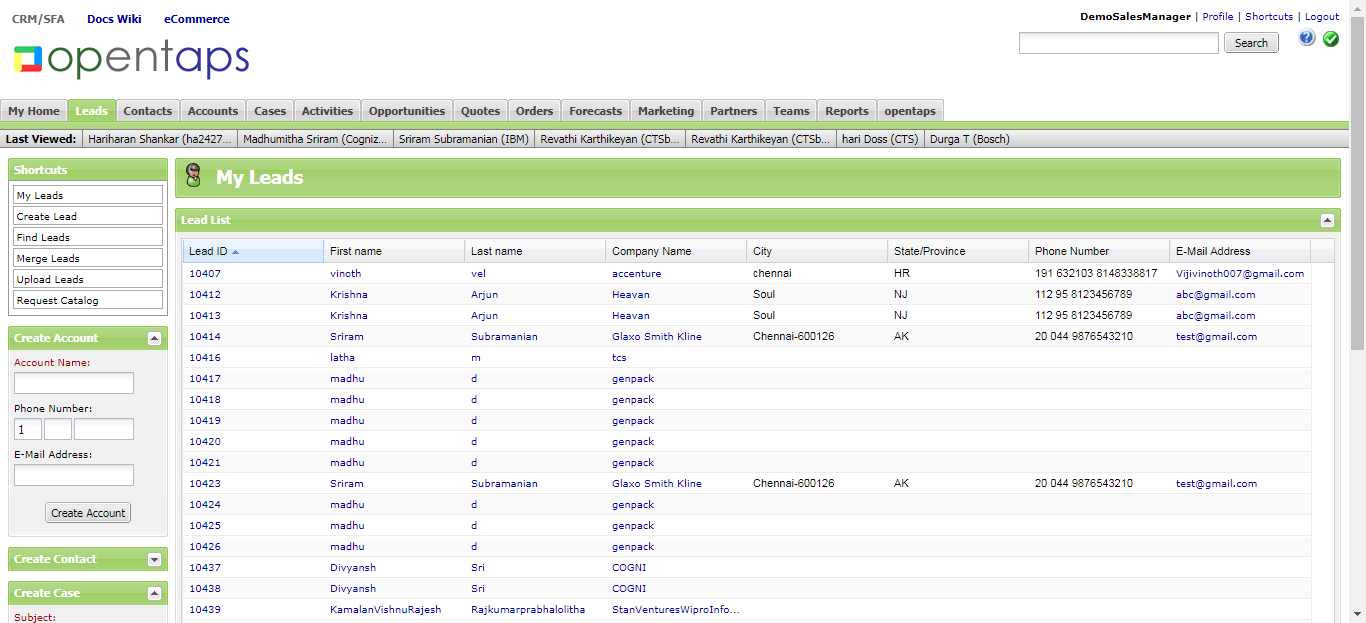 CRM/SFA Docs Wiki eCommerce
DemoSalesManager | Profile | Shortcuts | Logout
opentaps
Search
My Home Leads Contacts Accounts Cases Activities Opportunities Quotes Orders Forecasts Marketing Partners Teams Reports opentaps
Last Viewed: Hariharan Shankar (ha2427... Madhumitha Sriram (Cogniz... Sriram Subramanian (IBM) Revathi Karthikeyan (CTSb... Revathi Karthikeyan (CTSb... hari Doss (CTS) Durga T (Bosch)
Shortcuts
My Leads
Create Lead
Find Leads
Merge Leads
Upload Leads
Request Catalog
Create Account
Account Name:
Phone Number:
1
E-Mail Address:
Create Account
Create Contact
Create Case
Subject:
My Leads
Lead List
Lead ID First name Last name Company Name City State/Province Phone Number E-Mail Address
10407 vinoth vel accenture chennai HR 191 632103 8148338817 Vijivinoth007@gmail.com
10412 Krishna Arjun Heavan Soul NJ 112 95 8123456789 abc@gmail.com
10413 Krishna Arjun Heavan Soul NJ 112 95 8123456789 abc@gmail.com
10414 Sriram Subramanian Glaxo Smith Kline Chennai-600126 AK 20 044 9876543210 test@gmail.com
10416 latha m tcs
10417 madhu d genpack
10418 madhu d genpack
10419 madhu d genpack
10420 madhu d genpack
10421 madhu d genpack
10423 Sriram Subramanian Glaxo Smith Kline Chennai-600126 AK 20 044 9876543210 test@gmail.com
10424 madhu d genpack
10425 madhu d genpack
10426 madhu d genpack
10437 Divyansh Sri COGNI
10438 Divyansh Sri COGNI
10439 KamalanVishnuRajesh Rajkumarprabhalolitha StanVenturesWiproInfo...